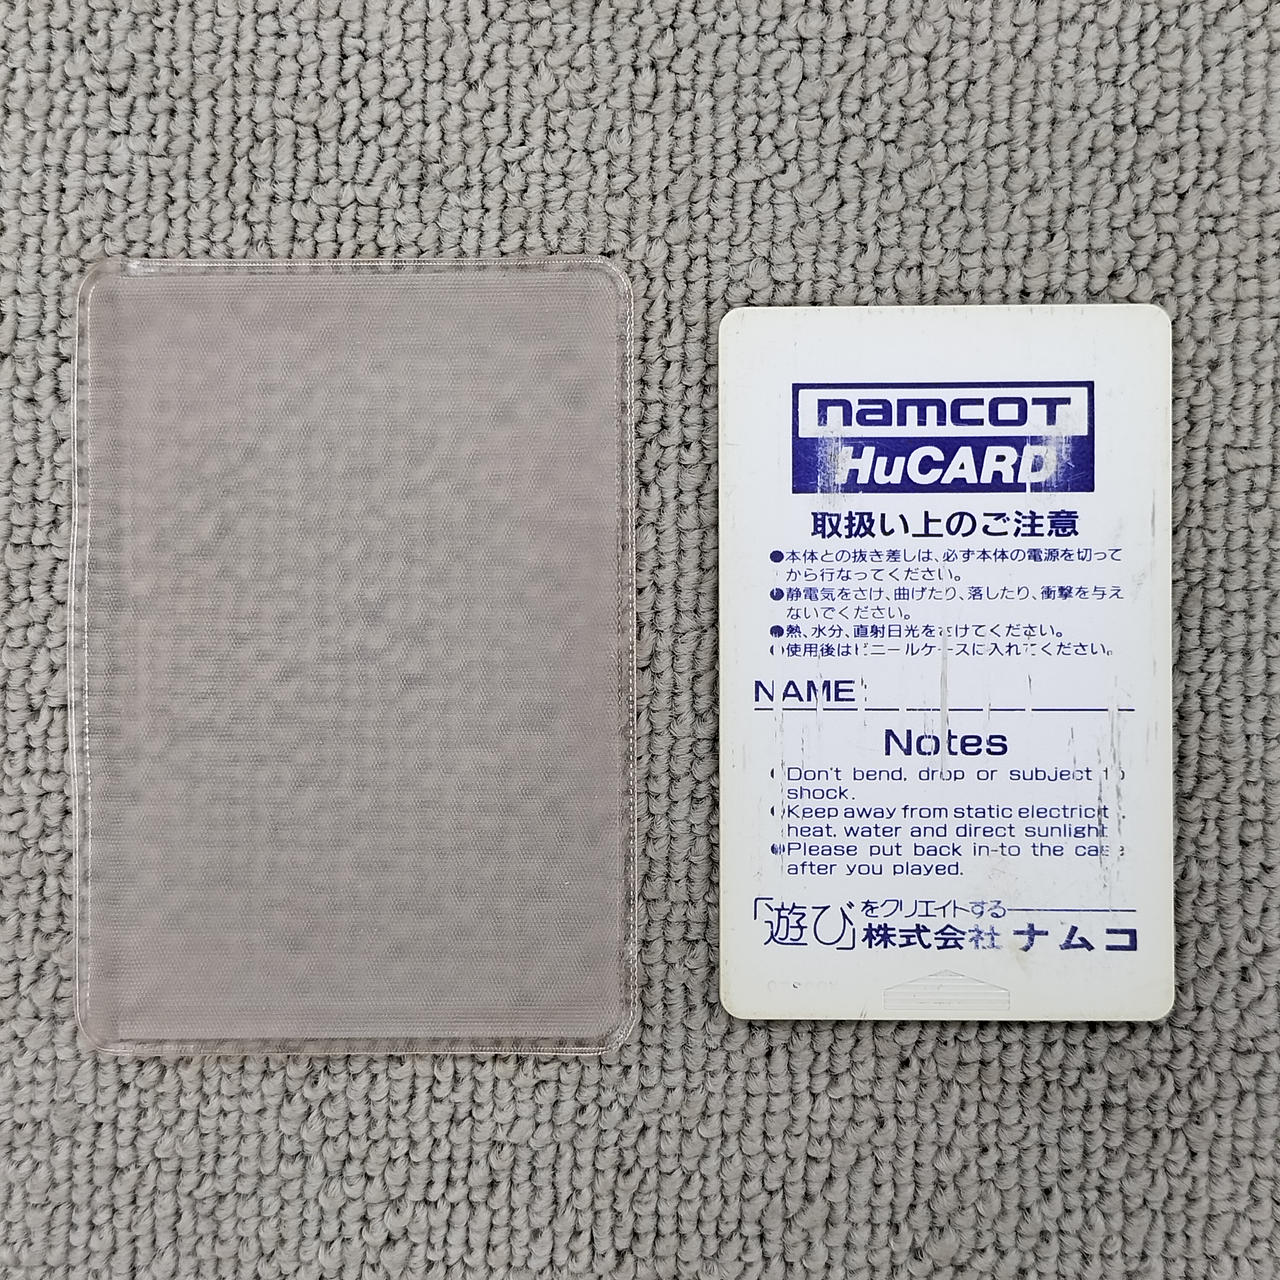 namcot
HuCARD
取扱い上のご注意
●本体との抜き差しは、必ず本体の電源を切って
から行なってください。
●静電気をさけ、曲げたり、落したり、衝撃を与え
ないでください。
●熱、水分、直射日光をさけてください。
●使用後はビニールケースに入れてください。
NAME
Notes
●Don't bend, drop or subject to
shock.
●Keep away from static electricit
heat, water and direct sunlight
●Please put back in-to the case
after you played.
「遊び」をクリエイトする
株式会社ナムコ